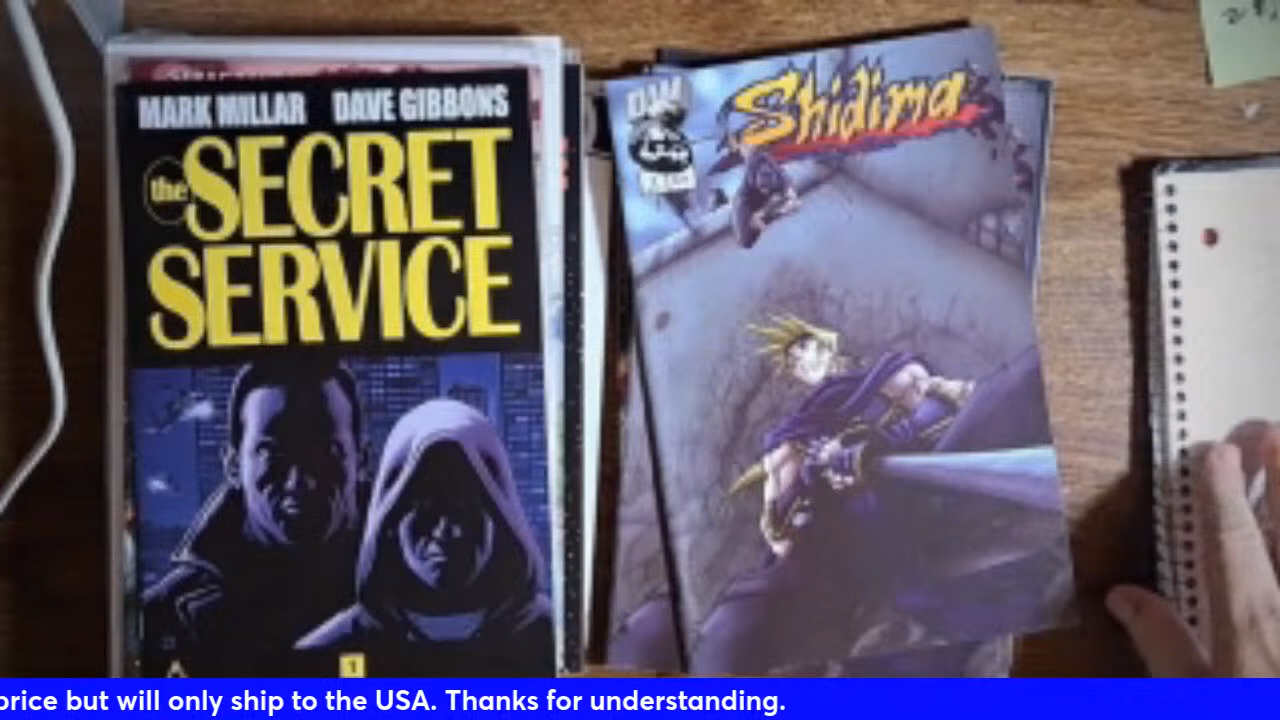 MARK MILLAR DAVE GIBBONS
the SECRET
SERVICE
1
Shidima
price but will only ship to the USA. Thanks for understanding.